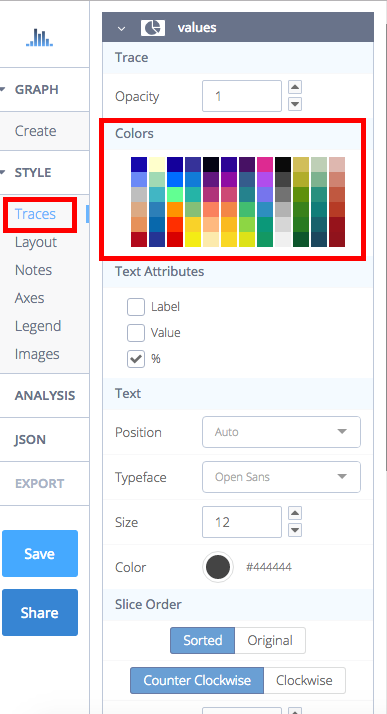 values
Trace
GRAPH
Opacity 1
Create
Colors
STYLE
Traces
Layout
Notes
Axes
Legend
Images
ANALYSIS
JSON
EXPORT
Save
Share
Text Attributes
Label
Value
%
Text
Position Auto
Typeface Open Sans
Size 12
Color #444444
Slice Order
Sorted Original
Counter Clockwise Clockwise